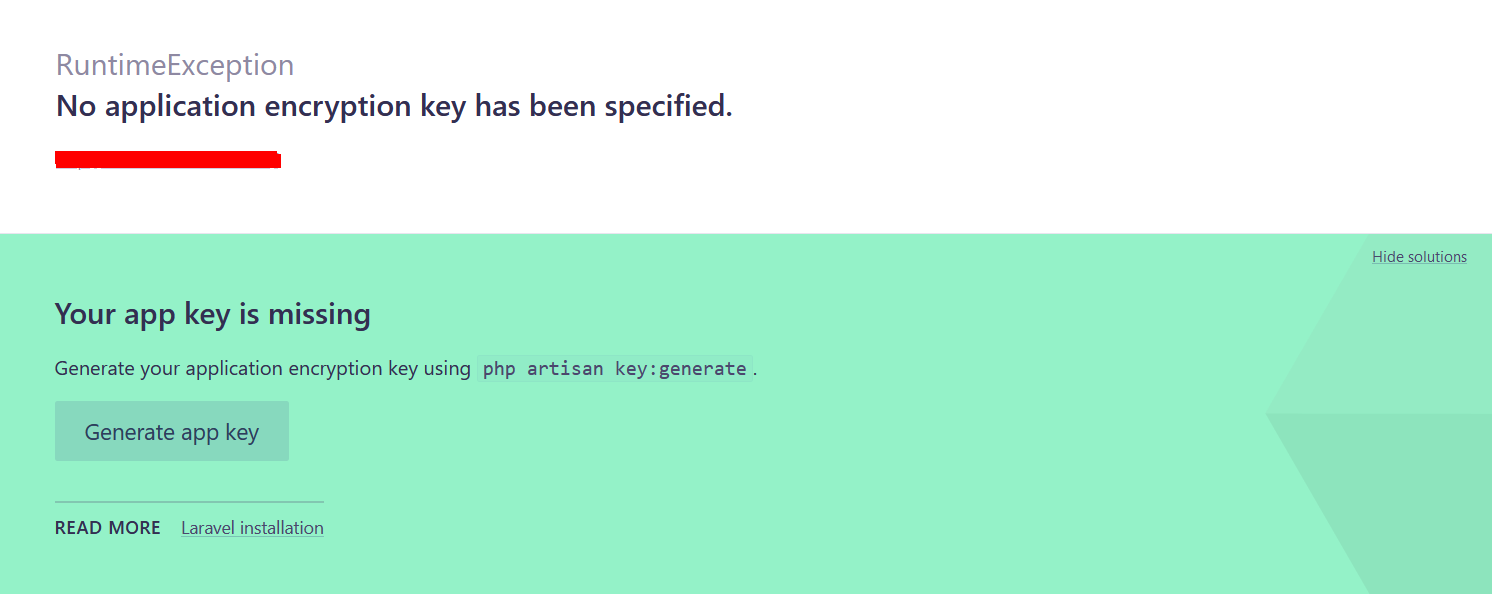 RuntimeException
No application encryption key has been specified.
Hide solutions
Your app key is missing
Generate your application encryption key using php artisan key:generate.
Generate app key
READ MORE Laravel installation